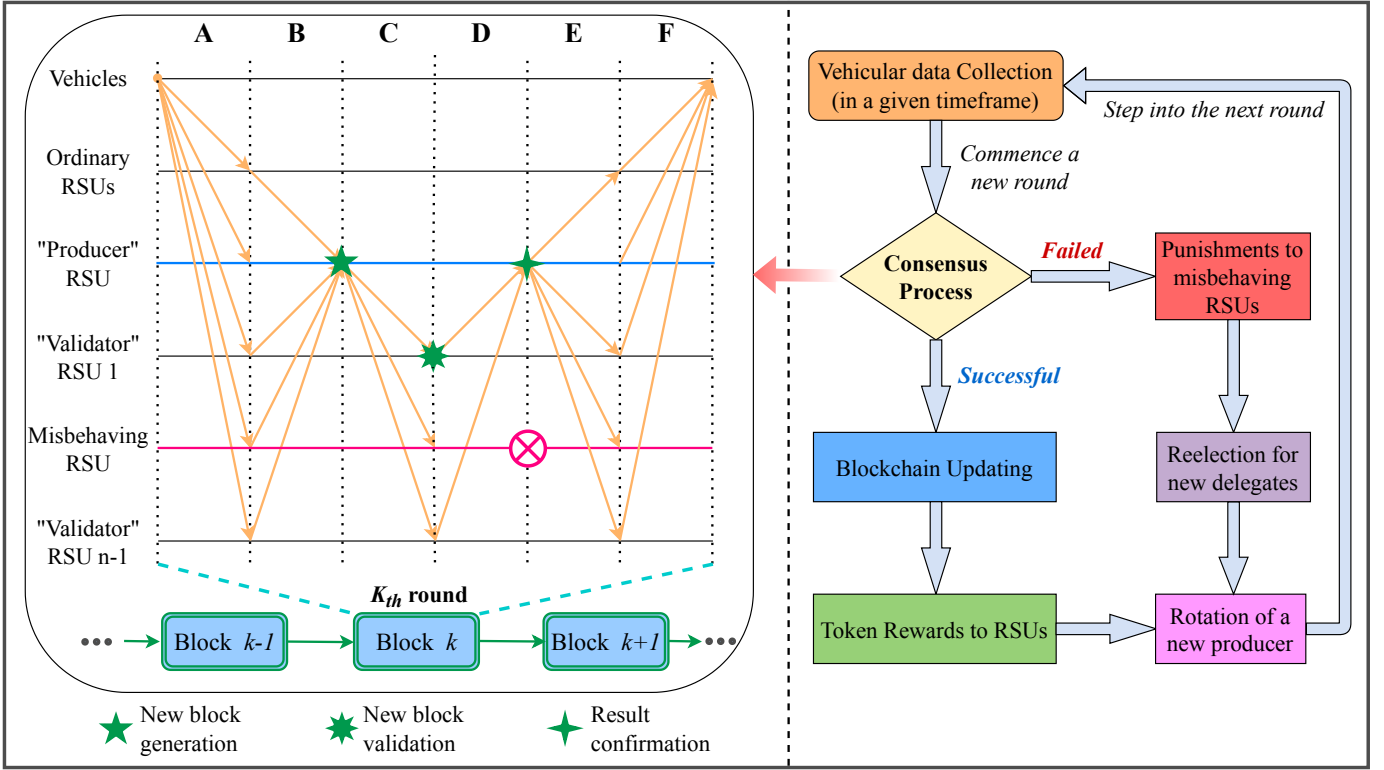 A B C D E F
Vehicles
Ordinary
RSUs
"Producer"
RSU
"Validator"
RSU 1
Misbehaving
RSU
"Validator"
RSU n-1
K_th round
••• Block k-1 Block k Block k+1 •••
New block
generation
New block
validation
Result
confirmation
Vehicular data Collection
(in a given timeframe)
Step into the next round
Commence a
new round
Consensus
Process
Failed
Punishments to
misbehaving
RSUs
Successful
Blockchain Updating
Reelection for
new delegates
Token Rewards to RSUs
Rotation of a
new producer